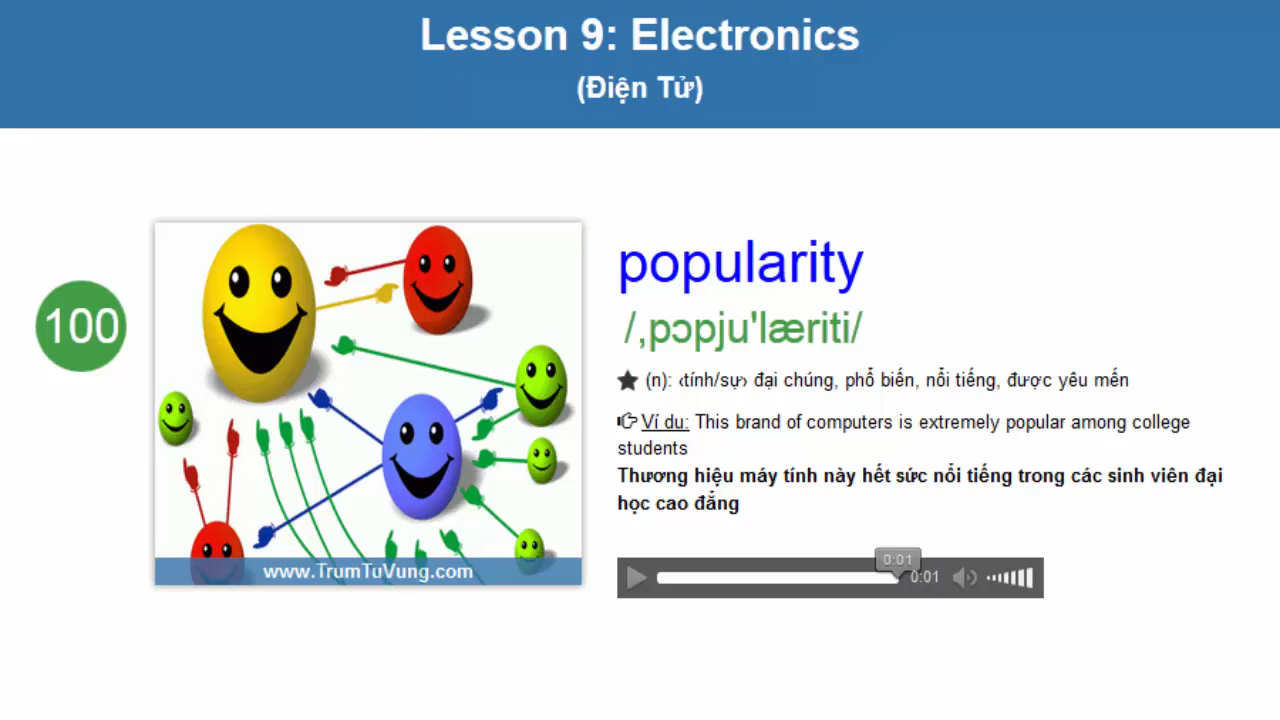 Lesson 9: Electronics
(Điện Tử)
100
popularity
/,pɔpju'læriti/
(n): ‹tính/sự› đại chúng, phổ biến, nổi tiếng, được yêu mến
Ví du: This brand of computers is extremely popular among college
students
Thương hiệu máy tính này hết sức nổi tiếng trong các sinh viên đại
học cao đẳng
www.TrumTuVung.com
0:01
0:01